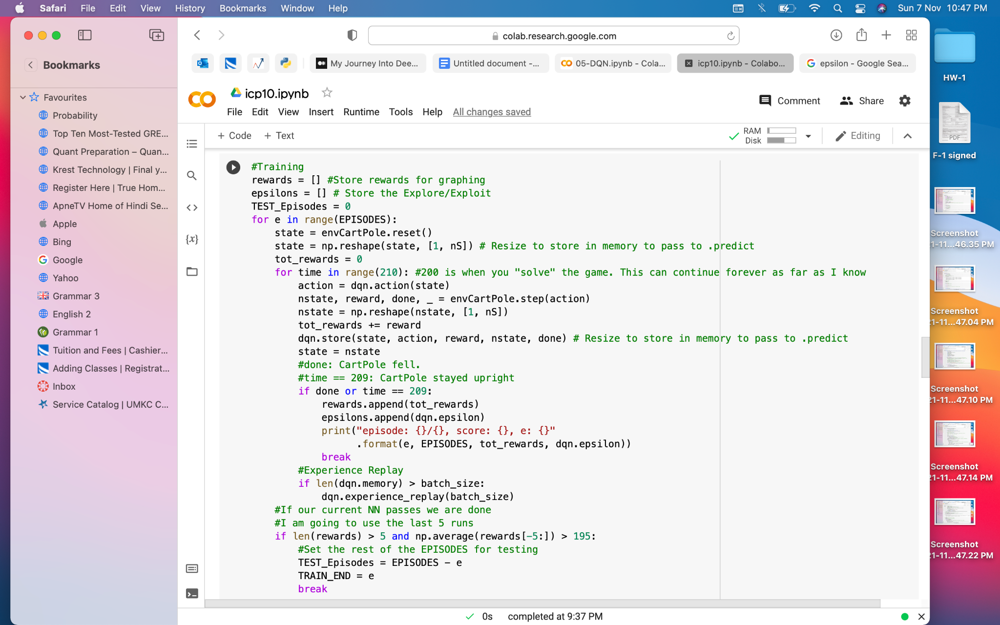 Safari File Edit View History Bookmarks Window Help
Sun 7 Nov 10:47 PM
colab.research.google.com
My Journey Into Dee...
Untitled document -...
05-DQN.ipynb - Cola...
icp10.ipynb - Colabo...
epsilon - Google Sea...
Bookmarks
Favourites
Probability
Top Ten Most-Tested GRE...
Quant Preparation – Quan...
Krest Technology | Final y...
Register Here | True Hom...
ApneTV Home of Hindi Se...
Apple
Bing
Google
Yahoo
Grammar 3
English 2
Grammar 1
Tuition and Fees | Cashier...
Adding Classes | Registrat...
Inbox
Service Catalog | UMKC C...
icp10.ipynb
File Edit View Insert Runtime Tools Help All changes saved
Comment
Share
+ Code + Text
RAM
Disk
Editing
#Training
rewards = [] #Store rewards for graphing
epsilons = [] # Store the Explore/Exploit
TEST_Episodes = 0
for e in range(EPISODES):
    state = envCartPole.reset()
    state = np.reshape(state, [1, nS]) # Resize to store in memory to pass to .predict
    tot_rewards = 0
    for time in range(210): #200 is when you "solve" the game. This can continue forever as far as I know
        action = dqn.action(state)
        nstate, reward, done, _ = envCartPole.step(action)
        nstate = np.reshape(nstate, [1, nS])
        tot_rewards += reward
        dqn.store(state, action, reward, nstate, done) # Resize to store in memory to pass to .predict
        state = nstate
        #done: CartPole fell.
        #time == 209: CartPole stayed upright
        if done or time == 209:
            rewards.append(tot_rewards)
            epsilons.append(dqn.epsilon)
            print("episode: {}/{}, score: {}, e: {}"
                  .format(e, EPISODES, tot_rewards, dqn.epsilon))
            break
        #Experience Replay
        if len(dqn.memory) > batch_size:
            dqn.experience_replay(batch_size)
    #If our current NN passes we are done
    #I am going to use the last 5 runs
    if len(rewards) > 5 and np.average(rewards[-5:]) > 195:
        #Set the rest of the EPISODES for testing
        TEST_Episodes = EPISODES - e
        TRAIN_END = e
        break
0s completed at 9:37 PM
HW-1
PDF
F-1 signed
Screenshot
21-11...46.35 PM
Screenshot
21-11...47.04 PM
Screenshot
21-11...47.10 PM
Screenshot
21-11...47.14 PM
Screenshot
21-11...47.22 PM